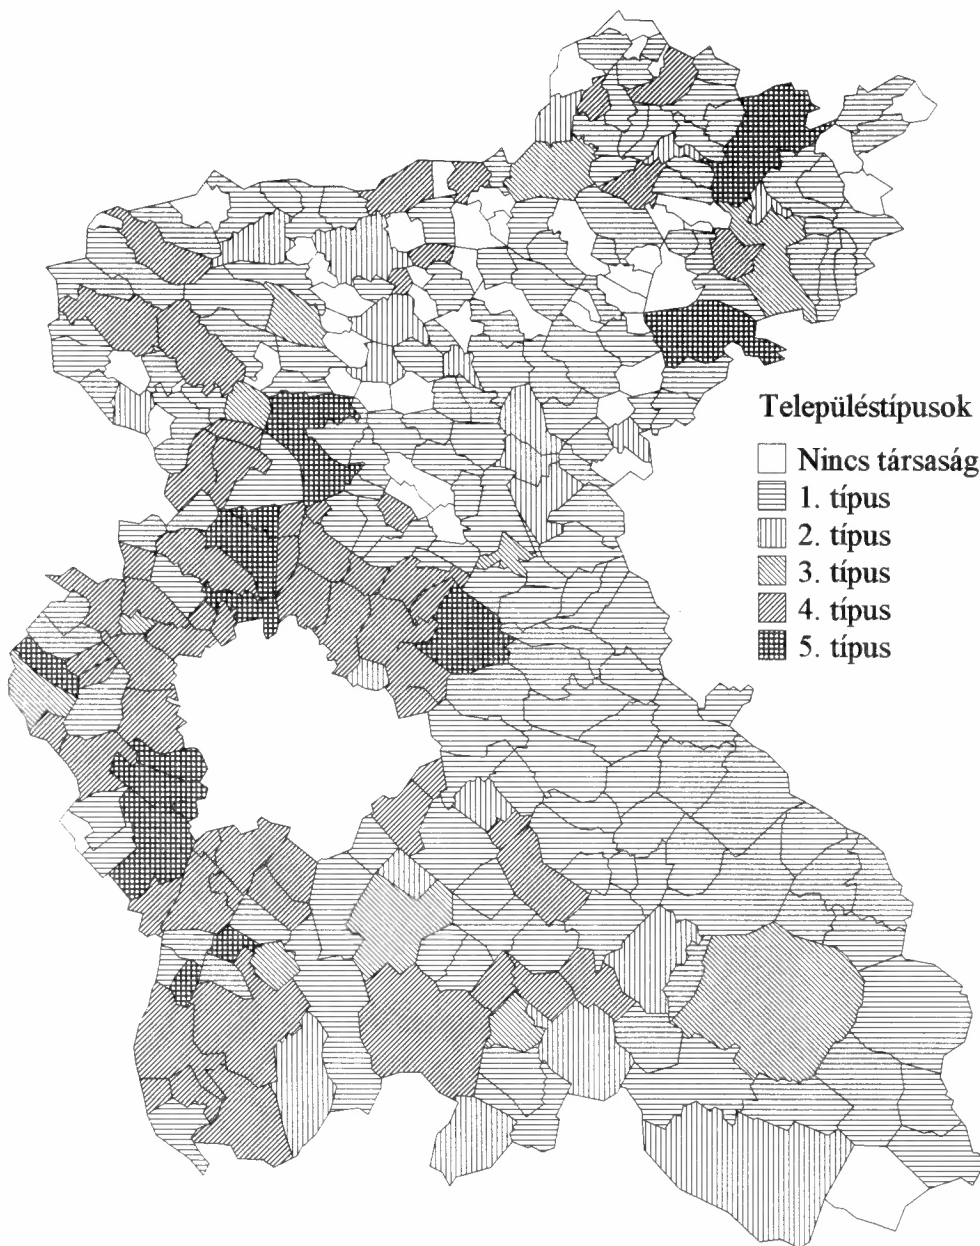 Településtípusok
Nincs társaság
1. típus
2. típus
3. típus
4. típus
5. típus